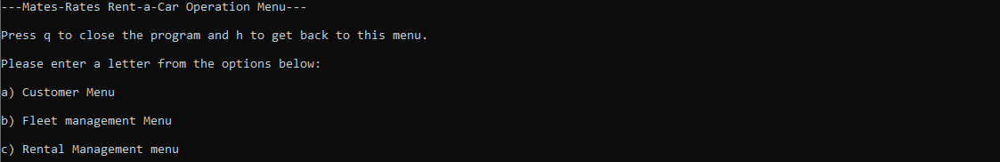 ---Mates-Rates Rent-a-Car Operation Menu---
Press q to close the program and h to get back to this menu.
Please enter a letter from the options below:
a) Customer Menu
b) Fleet management Menu
c) Rental Management menu